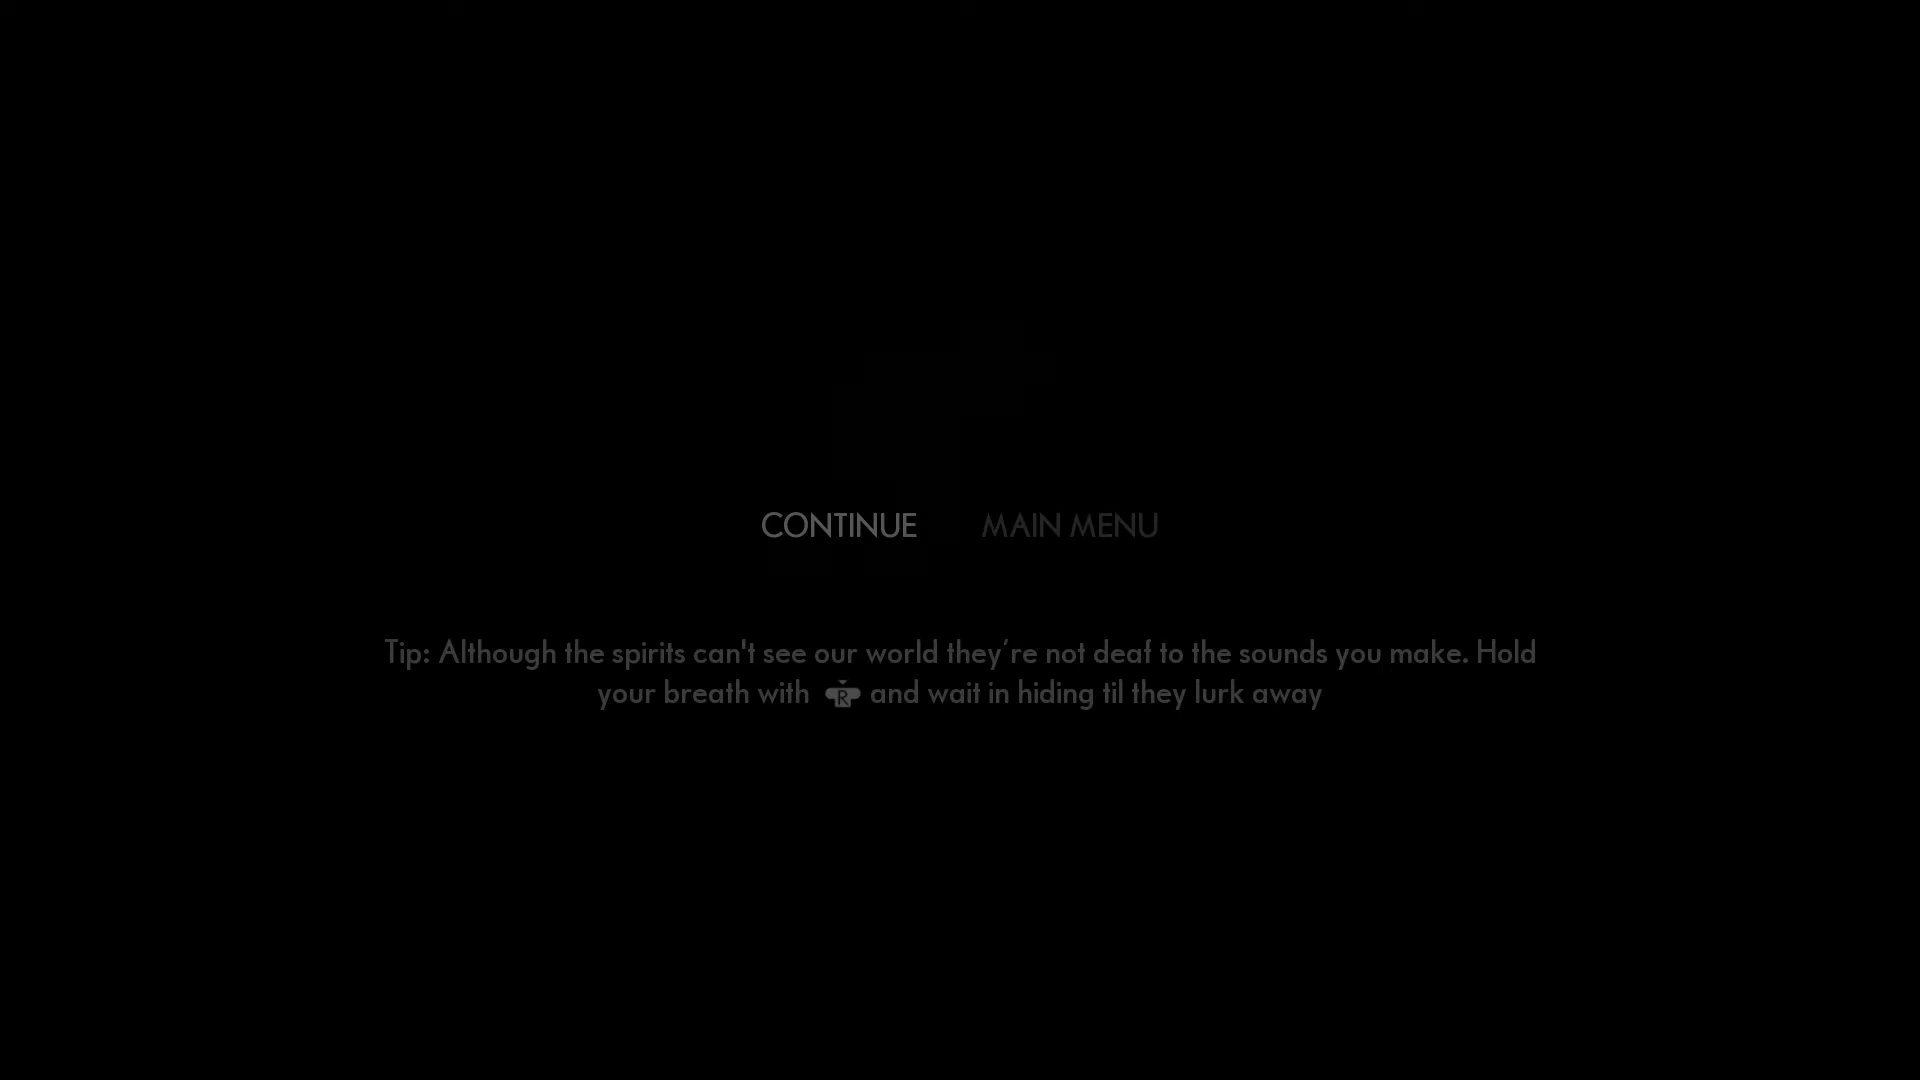 CONTINUE MAIN MENU
Tip: Although the spirits can't see our world they´re not deaf to the sounds you make. Hold
your breath with R and wait in hiding til they lurk away